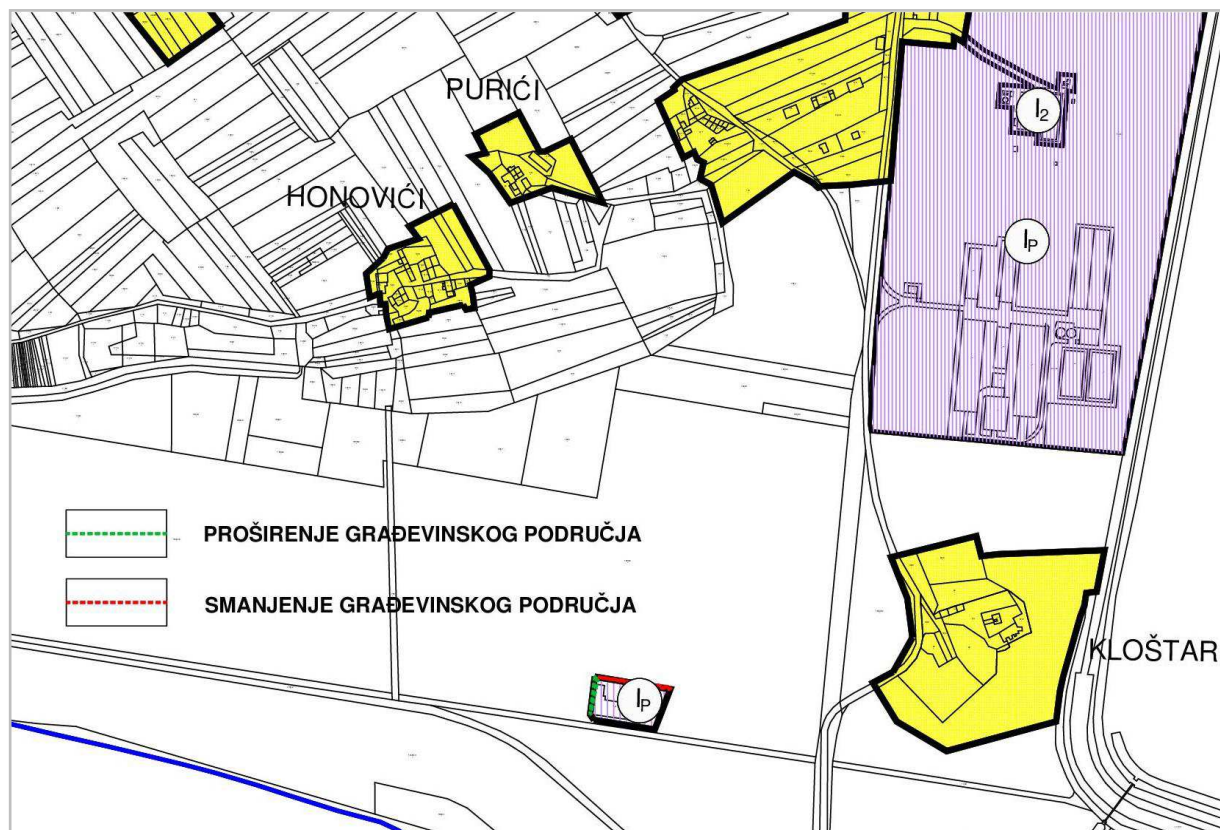 PURIĆI
HONOVIĆI
I2
IP
PROŠIRENJE GRAĐEVINSKOG PODRUČJA
SMANJENJE GRAĐEVINSKOG PODRUČJA
KLOŠTAR
IP